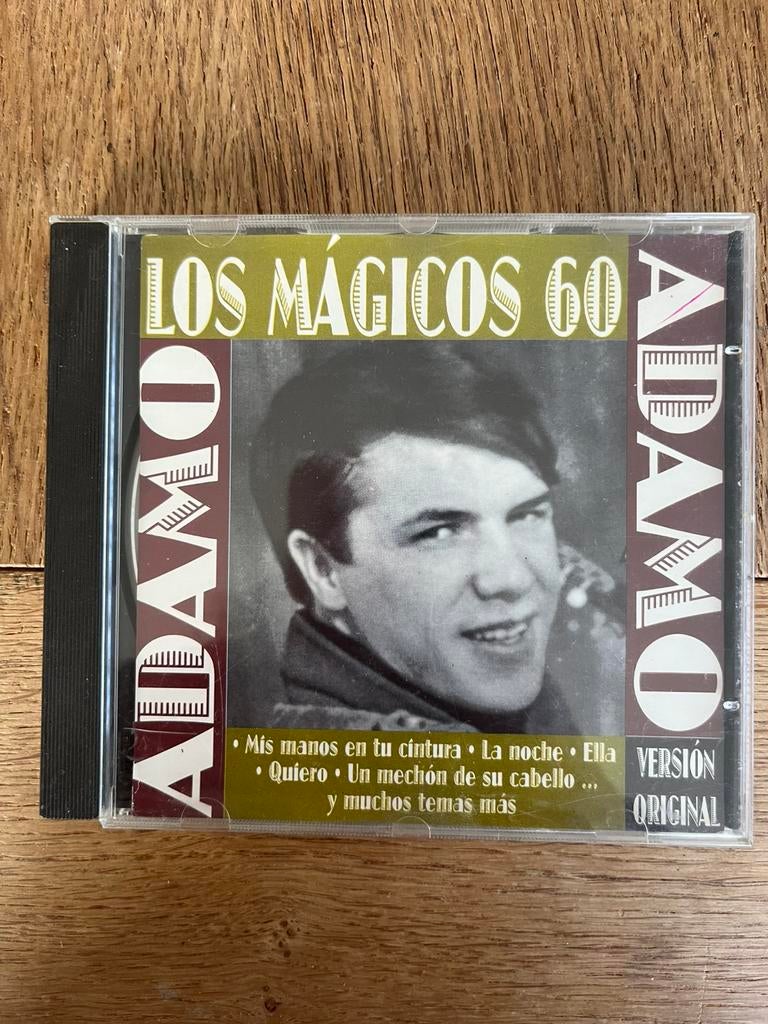 LOS MÁGICOS 60
ADAMO
ADAMO
• Mis manos en tu cintura • La noche • Ella
• Quiero • Un mechón de su cabello ...
y muchos temas más
VERSIÓN
ORIGINAL